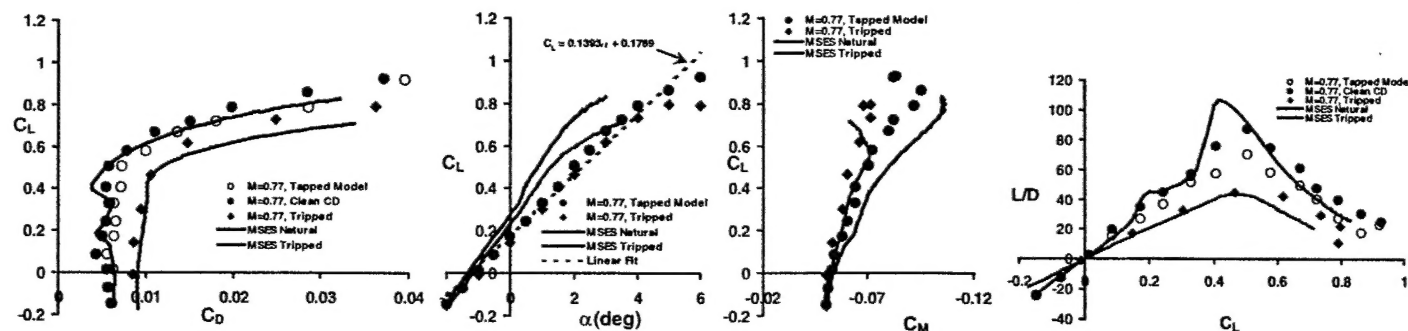 1.2
1
0.8
C_L 0.6
0.4
0.2
0
-0.2
0
0.01
0.02
0.03
0.04
C_D
M=0.77, Tapped Model
M=0.77, Clean CD
M=0.77, Tripped
MSES Natural
MSES Tripped
1.2
1
0.8
0.6
C_L
0.4
0.2
0
-0.2
0
2
4
6
α(deg)
M=0.77, Tapped Model
M=0.77, Tripped
MSES Natural
MSES Tripped
Linear Fit
1.2
1
0.8
0.6
C_L
0.4
0.2
0
-0.2
-0.02
-0.07
-0.12
C_M
M=0.77, Tapped Model
M=0.77, Tripped
MSES Natural
MSES Tripped
120
100
80
60
L/D 40
20
0
-20
-40
-0.2
0.0
0.2
0.4
0.6
0.8
1.0
C_L
M=0.77, Tapped Model
M=0.77, Clean CD
M=0.77, Tripped
MSES Natural
MSES Tripped